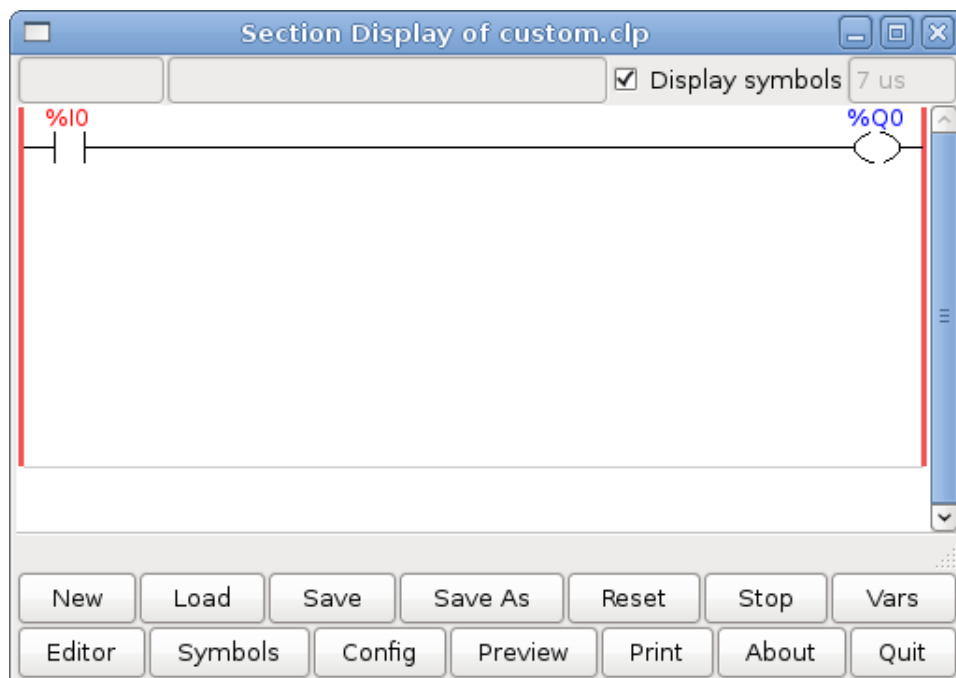 Section Display of custom.clp
Display symbols 7 us
%I0 %Q0
New Load Save Save As Reset Stop Vars
Editor Symbols Config Preview Print About Quit